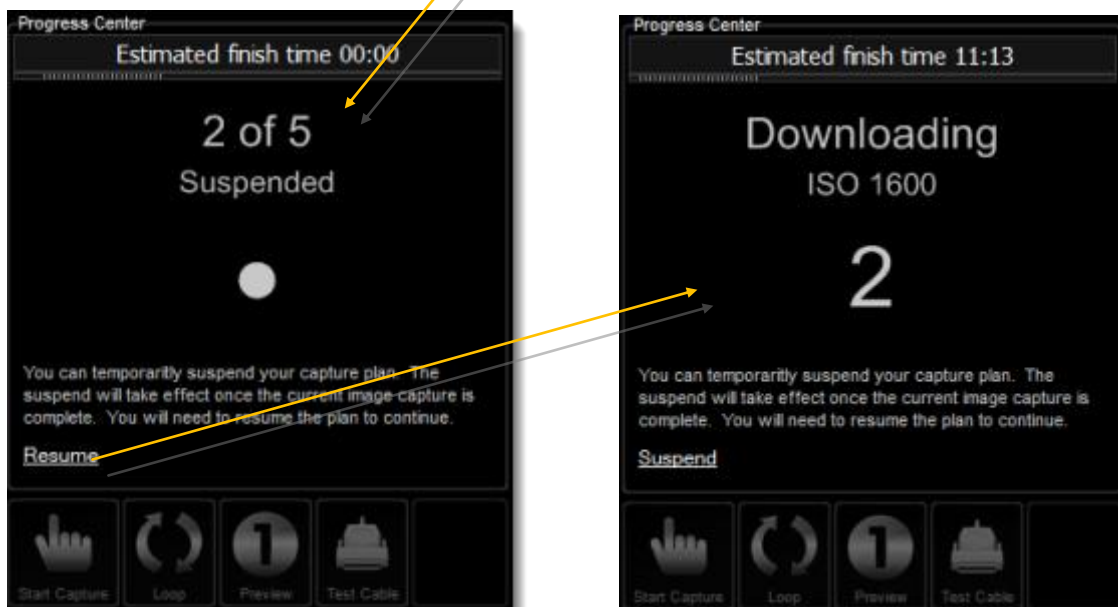 Progress Center
Estimated finish time 00:00
2 of 5
Suspended
You can temporaritly suspend your capture plan. The
suspend will take effect once the current image capture is
complete. You will need to resume the plan to continue.
Resume
Start Capture
Loop
Preview
Test Cable
Progress Center
Estimated finish time 11:13
Downloading
ISO 1600
2
You can temporaritly suspend your capture plan. The
suspend will take effect once the current image capture is
complete. You will need to resume the plan to continue.
Suspend
Start Capture
Loop
Preview
Test Cable